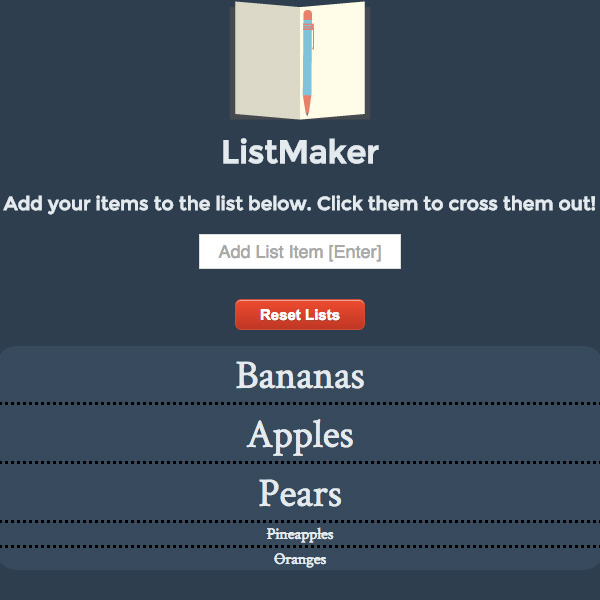 ListMaker
Add your items to the list below. Click them to cross them out!
Add List Item [Enter]
Reset Lists
Bananas
Apples
Pears
Pineapples
Oranges